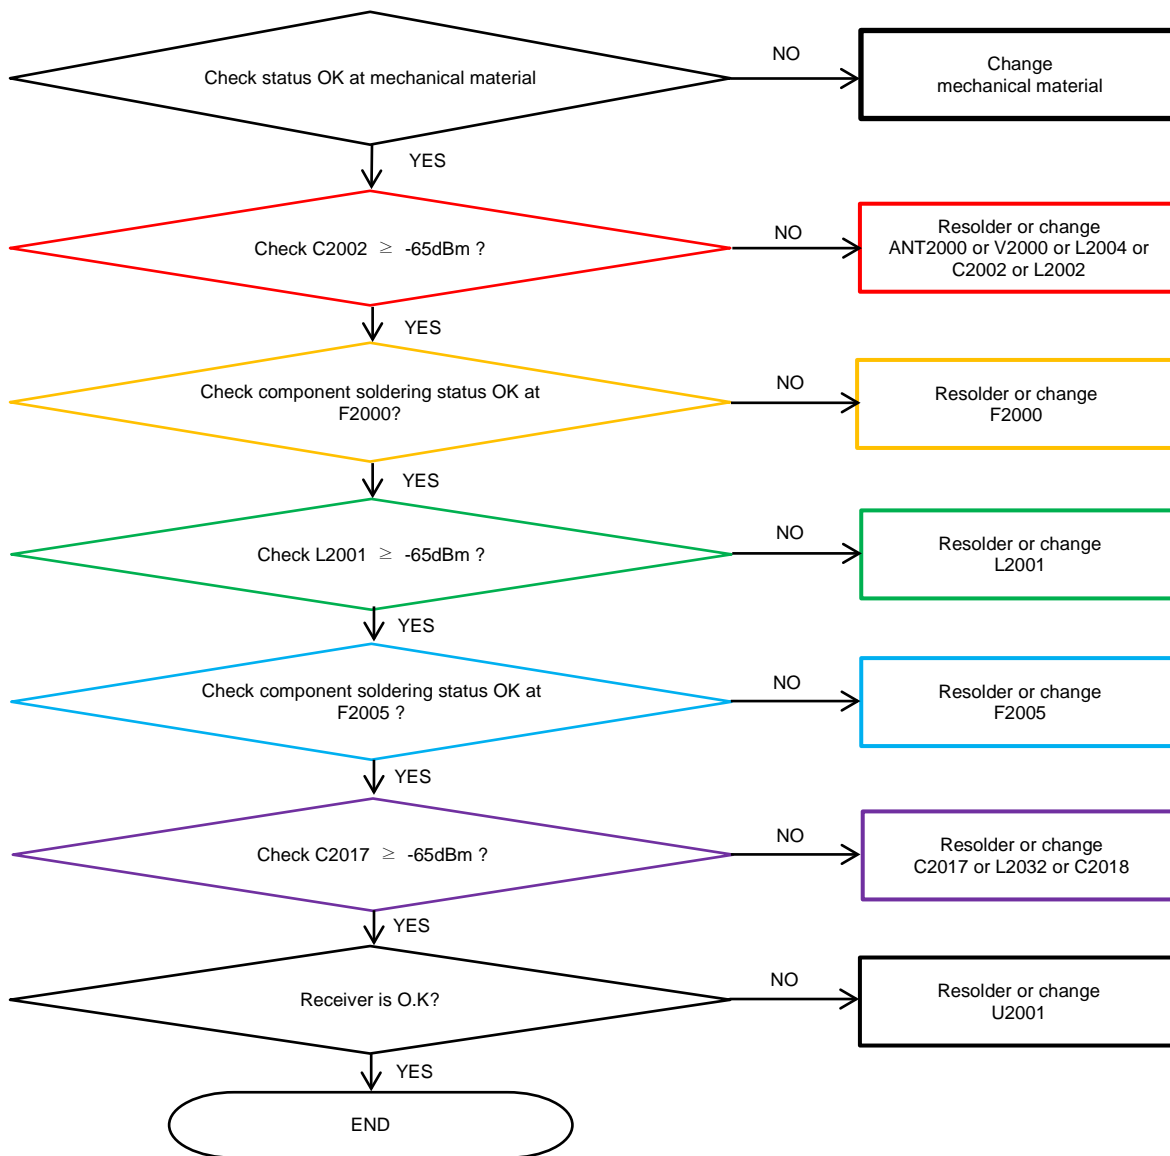 Check status OK at mechanical material
NO
Change
mechanical material
YES
Check C2002 ≥ -65dBm ?
NO
Resolder or change
ANT2000 or V2000 or L2004 or
C2002 or L2002
YES
Check component soldering status OK at
F2000?
NO
Resolder or change
F2000
YES
Check L2001 ≥ -65dBm ?
NO
Resolder or change
L2001
YES
Check component soldering status OK at
F2005 ?
NO
Resolder or change
F2005
YES
Check C2017 ≥ -65dBm ?
NO
Resolder or change
C2017 or L2032 or C2018
YES
Receiver is O.K?
NO
Resolder or change
U2001
YES
END